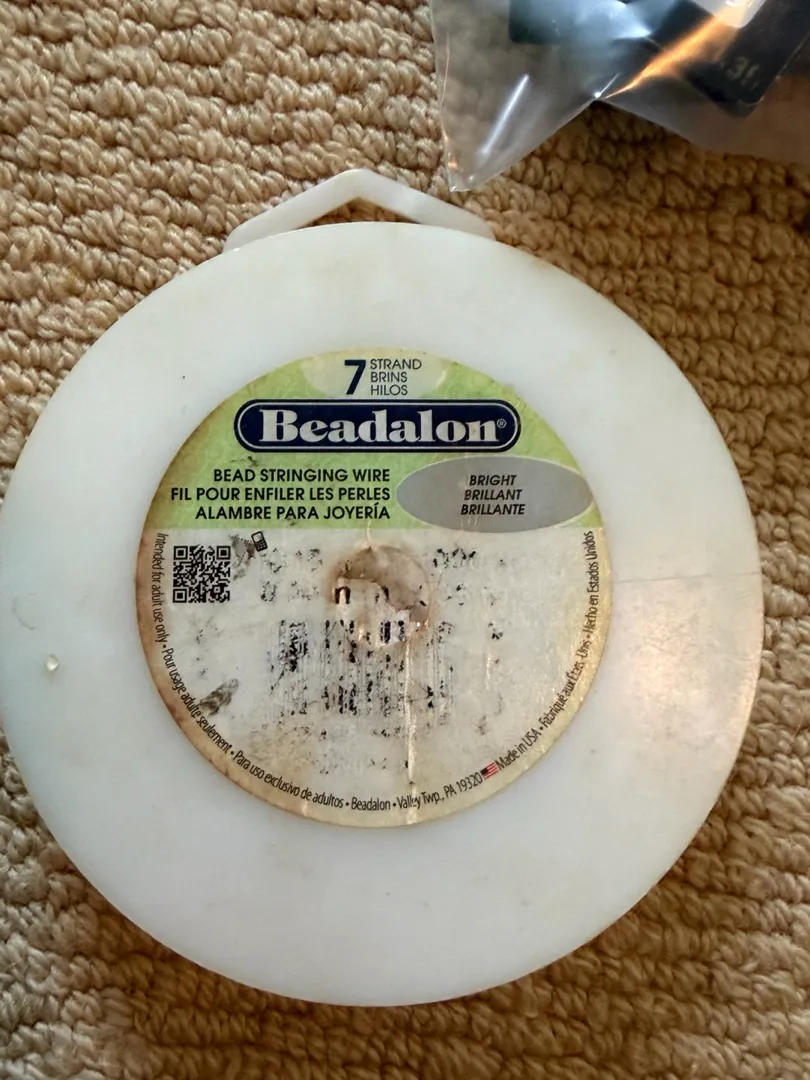 7 STRAND
BRINS
HILOS
Beadalon®
BEAD STRINGING WIRE
FIL POUR ENFILER LES PERLES
ALAMBRE PARA JOYERÍA
BRIGHT
BRILLANT
BRILLANTE
Intended for adult use only • Pour usage adulte seulement • Para uso exclusivo de adultos • Beadalon • Valley Twp., PA 19320 Made in USA • Fabriqué aux États-Unis • Hecho en Estados Unidos